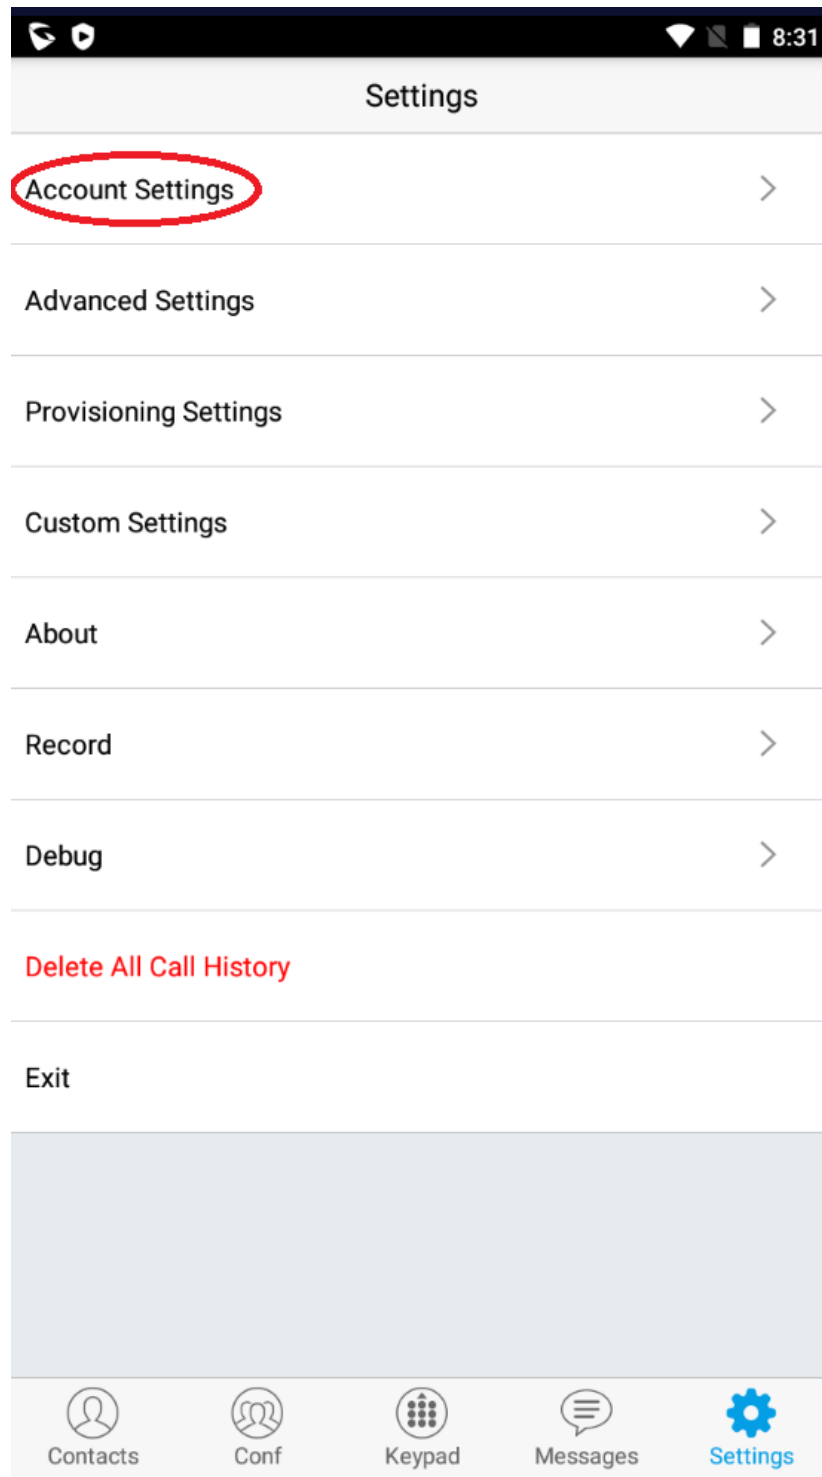 8:31
Settings
Account Settings
Advanced Settings
Provisioning Settings
Custom Settings
About
Record
Debug
Delete All Call History
Exit
Contacts Conf Keypad Messages Settings